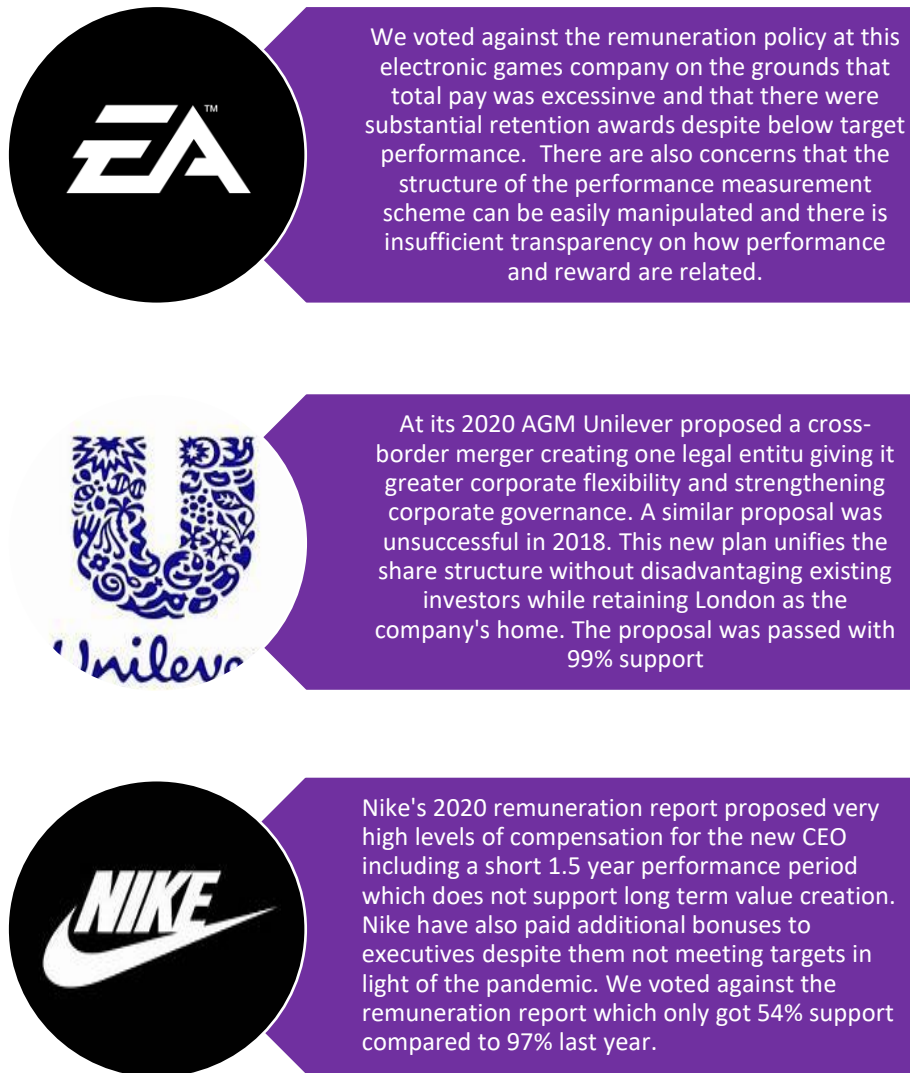 EA™
We voted against the remuneration policy at this
electronic games company on the grounds that
total pay was excessinve and that there were
substantial retention awards despite below target
performance.  There are also concerns that the
structure of the performance measurement
scheme can be easily manipulated and there is
insufficient transparency on how performance
and reward are related.
Unilever
At its 2020 AGM Unilever proposed a cross-
border merger creating one legal entitu giving it
greater corporate flexibility and strengthening
corporate governance. A similar proposal was
unsuccessful in 2018. This new plan unifies the
share structure without disadvantaging existing
investors while retaining London as the
company's home. The proposal was passed with
99% support
NIKE
Nike's 2020 remuneration report proposed very
high levels of compensation for the new CEO
including a short 1.5 year performance period
which does not support long term value creation.
Nike have also paid additional bonuses to
executives despite them not meeting targets in
light of the pandemic. We voted against the
remuneration report which only got 54% support
compared to 97% last year.